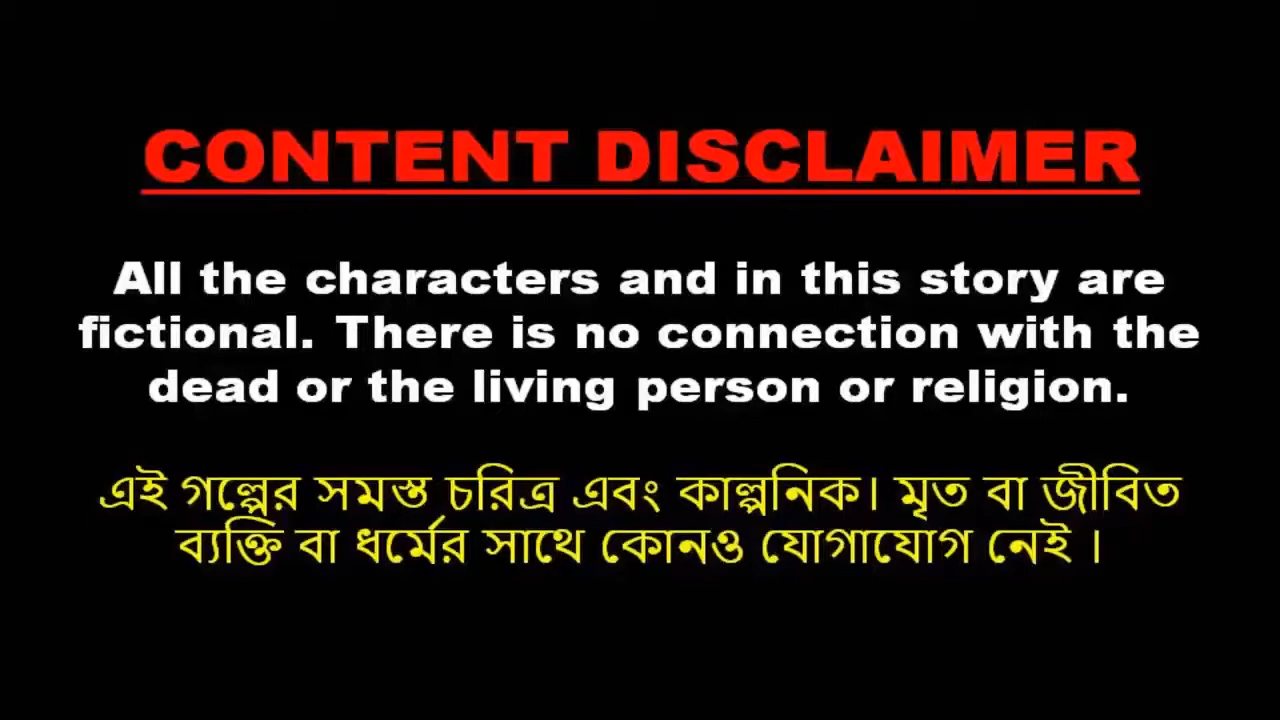 CONTENT DISCLAIMER
All the characters and in this story are
fictional. There is no connection with the
dead or the living person or religion.
এই গল্পের সমস্ত চরিত্র এবং কাল্পনিক। মৃত বা জীবিত
ব্যক্তি বা ধর্মের সাথে কোনও যোগাযোগ নেই ।